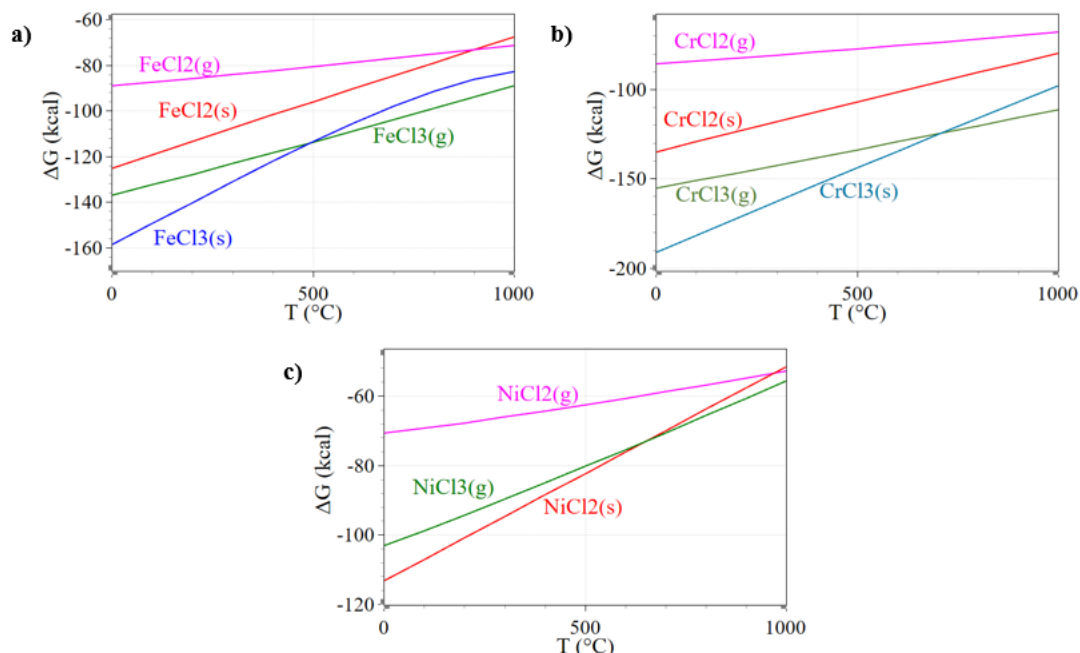 a)
-60
-80
-100
-120
-140
-160
ΔG (kcal)
FeCl2(g)
FeCl2(s)
FeCl3(g)
FeCl3(s)
0
500
1000
T (°C)
b)
-100
-150
-200
ΔG (kcal)
CrCl2(g)
CrCl2(s)
CrCl3(g)
CrCl3(s)
0
500
1000
T (°C)
c)
-60
-80
-100
-120
ΔG (kcal)
NiCl2(g)
NiCl3(g)
NiCl2(s)
0
500
1000
T (°C)